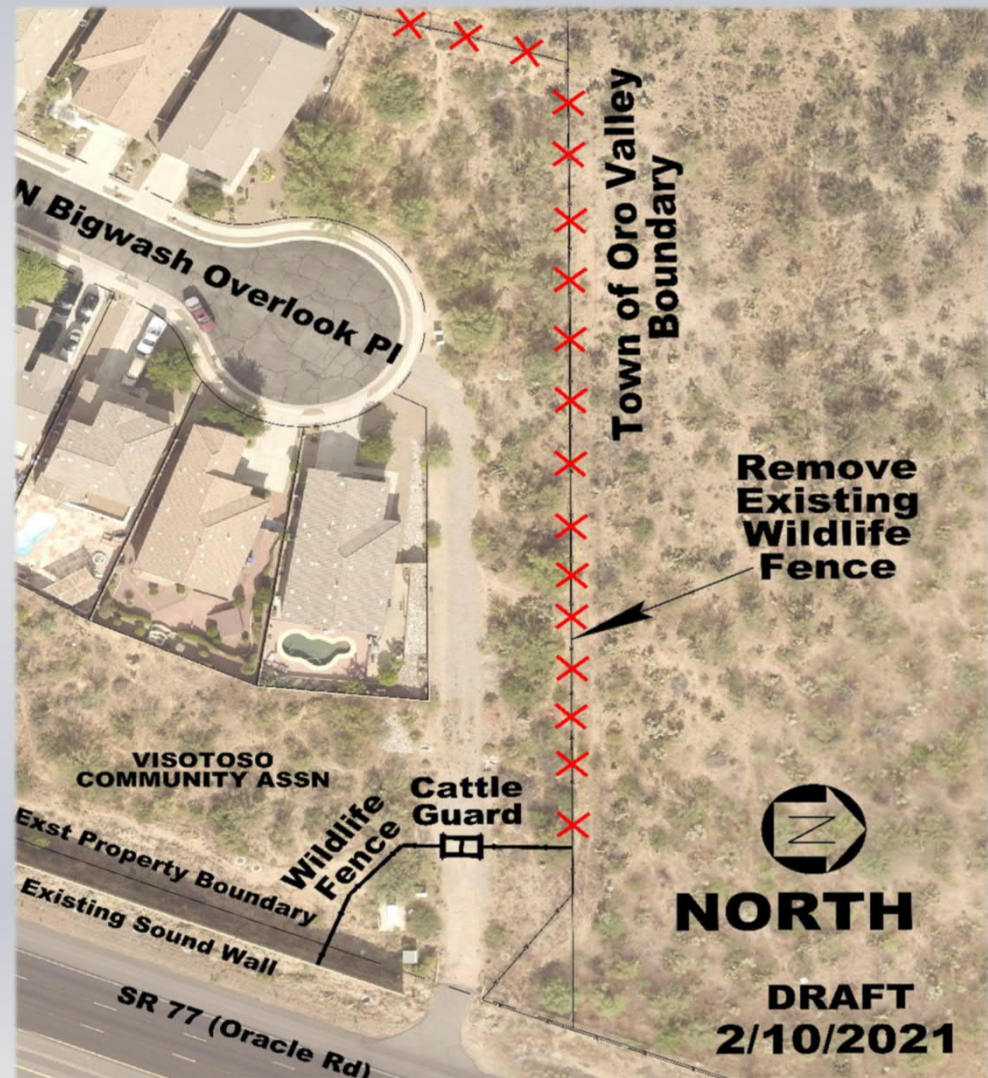 Town of Oro Valley
Boundary
N Bigwash Overlook Pl
Remove
Existing
Wildlife
Fence
VISOTOSO
COMMUNITY ASSN
Cattle
Guard
Wildlife
Fence
Exst Property Boundary
Existing Sound Wall
SR 77 (Oracle Rd)
N
NORTH
DRAFT
2/10/2021